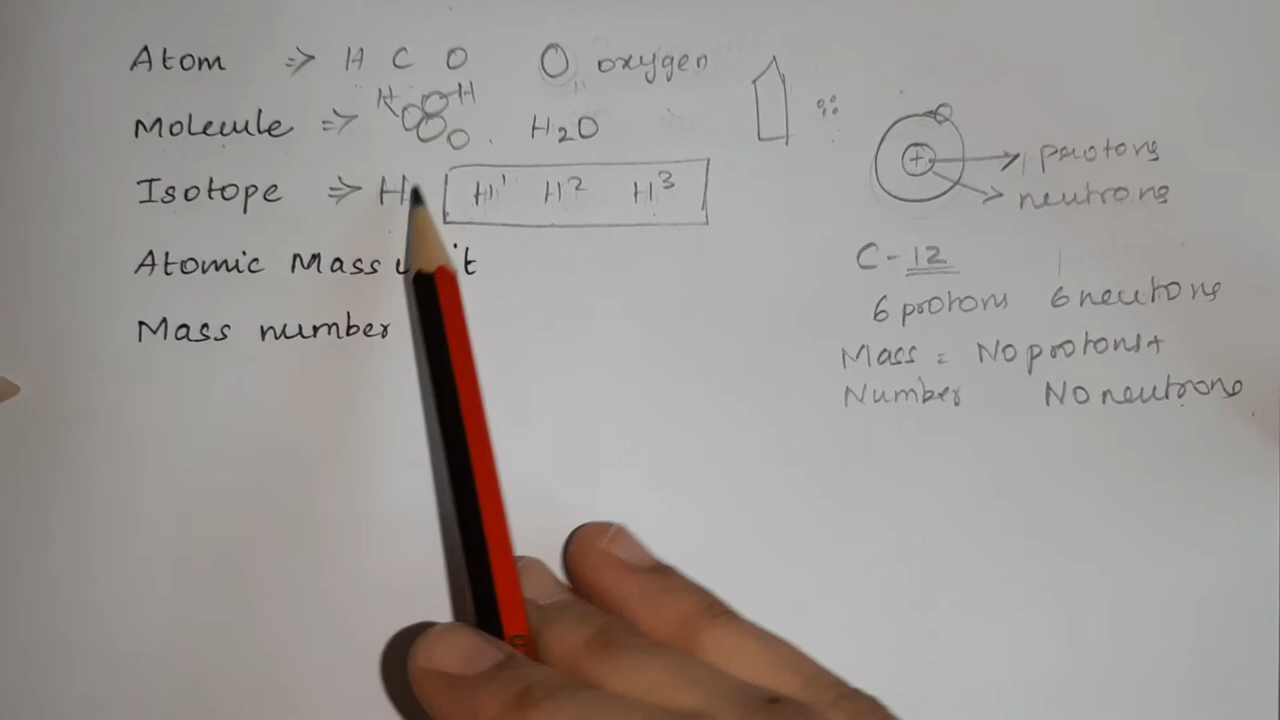 Atom => H C O O oxygen
Molecule => H H H2O
Isotope => H H¹ H² H³
Atomic Mass
Mass number
+ protons
neutrons
C-12
6 protons 6 neutrons
Mass = No protons+
Number No neutrons